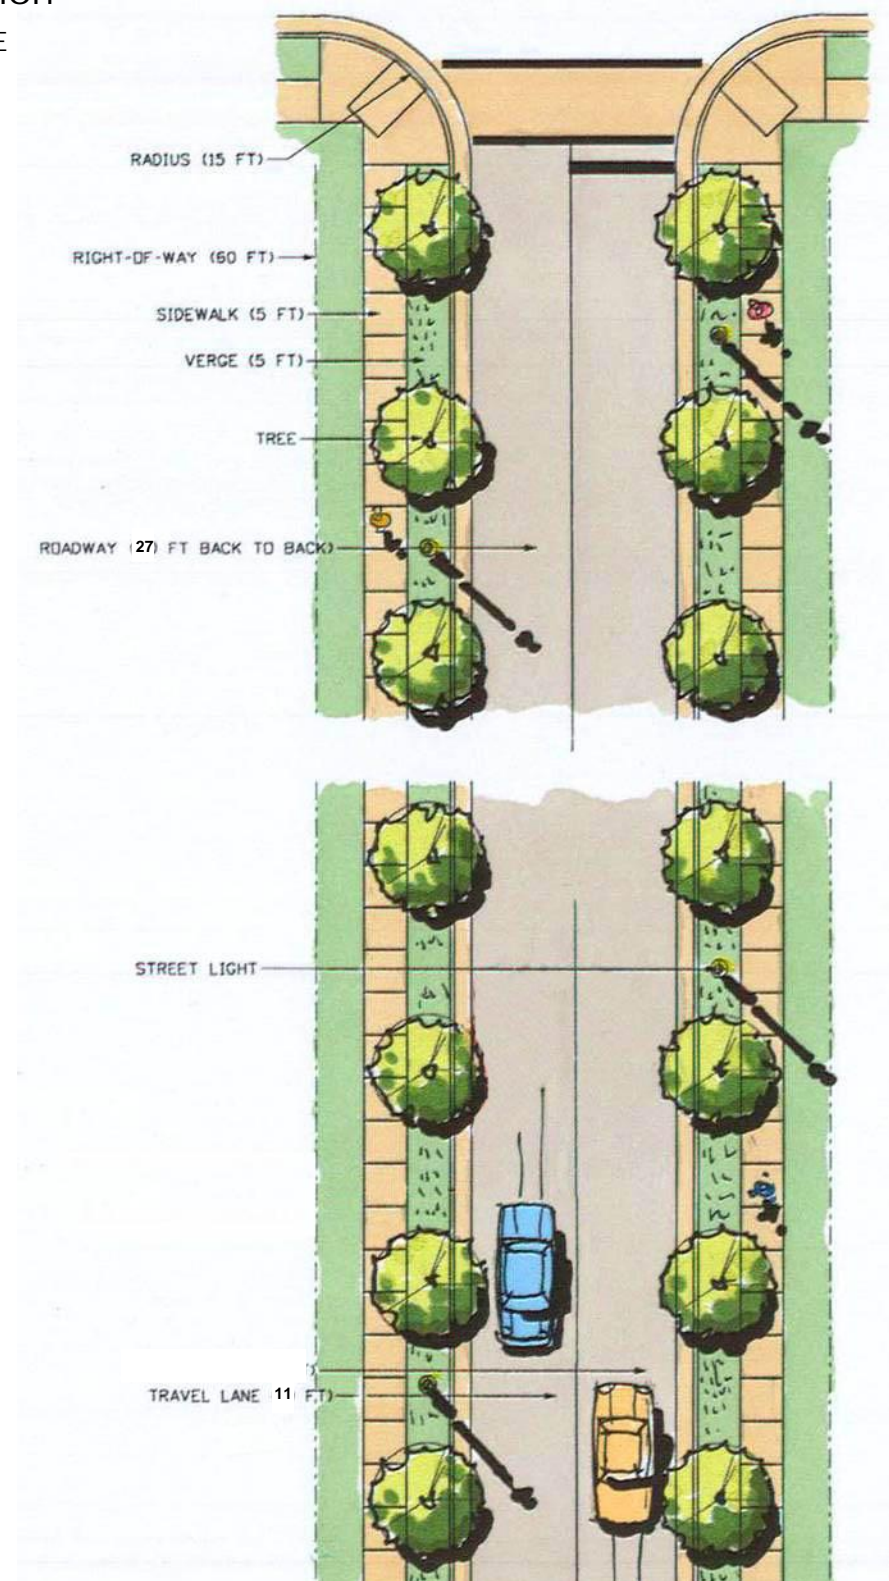 E
RADIUS (15 FT)
RIGHT-OF-WAY (60 FT)
SIDEWALK (5 FT)
VERGE (5 FT)
TREE
ROADWAY (27) FT BACK TO BACK)
STREET LIGHT
)
TRAVEL LANE (11) FT)